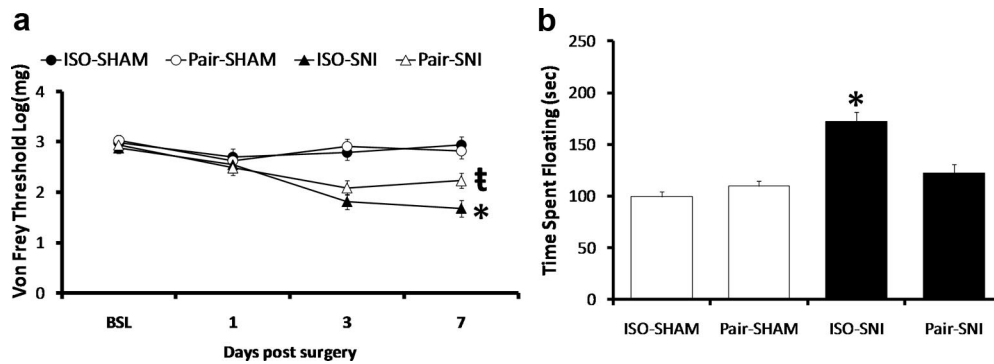 a
ISO-SHAM Pair-SHAM ISO-SNI Pair-SNI
Von Frey Threshold Log(mg)
4
3
2
1
0
ŧ
*
BSL 1 3 7
Days post surgery
b
Time Spent Floating (sec)
250
200
150
100
50
0
*
ISO-SHAM Pair-SHAM ISO-SNI Pair-SNI